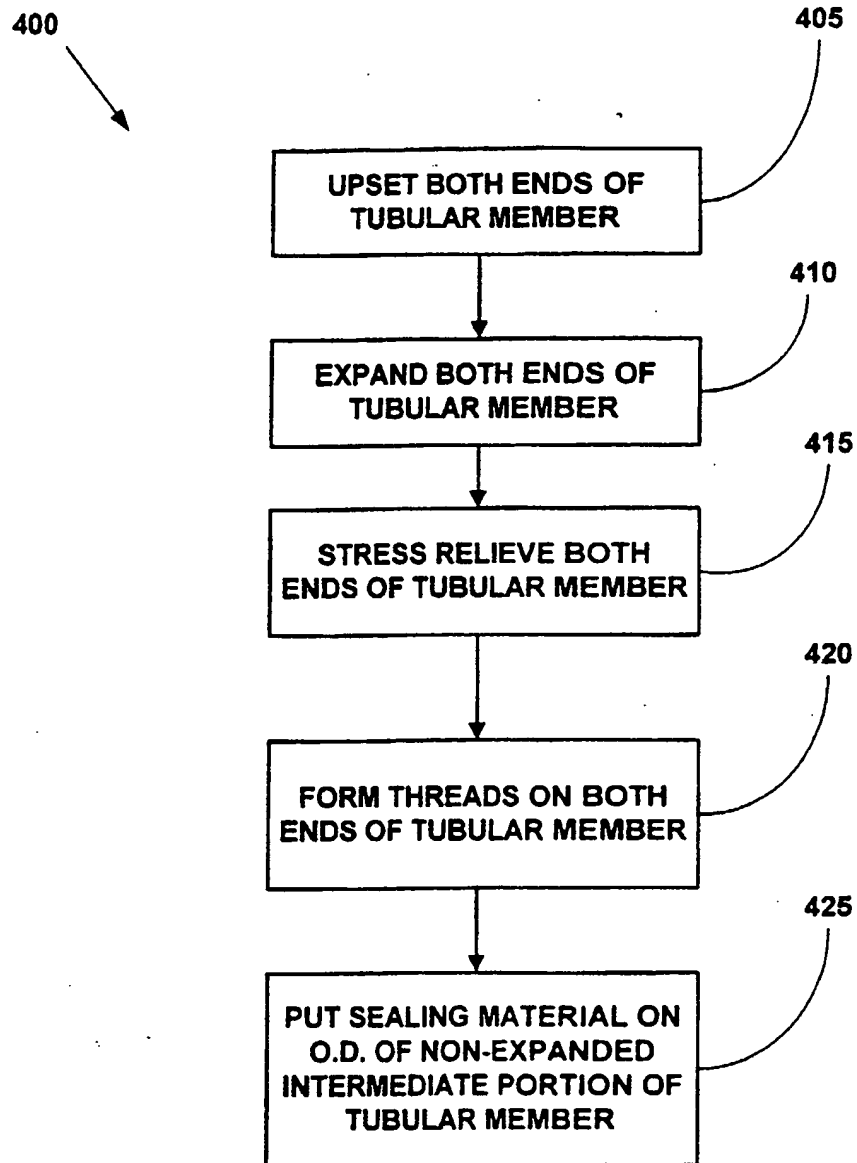 400
405
UPSET BOTH ENDS OF
TUBULAR MEMBER
410
EXPAND BOTH ENDS OF
TUBULAR MEMBER
415
STRESS RELIEVE BOTH
ENDS OF TUBULAR MEMBER
420
FORM THREADS ON BOTH
ENDS OF TUBULAR MEMBER
425
PUT SEALING MATERIAL ON
O.D. OF NON-EXPANDED
INTERMEDIATE PORTION OF
TUBULAR MEMBER